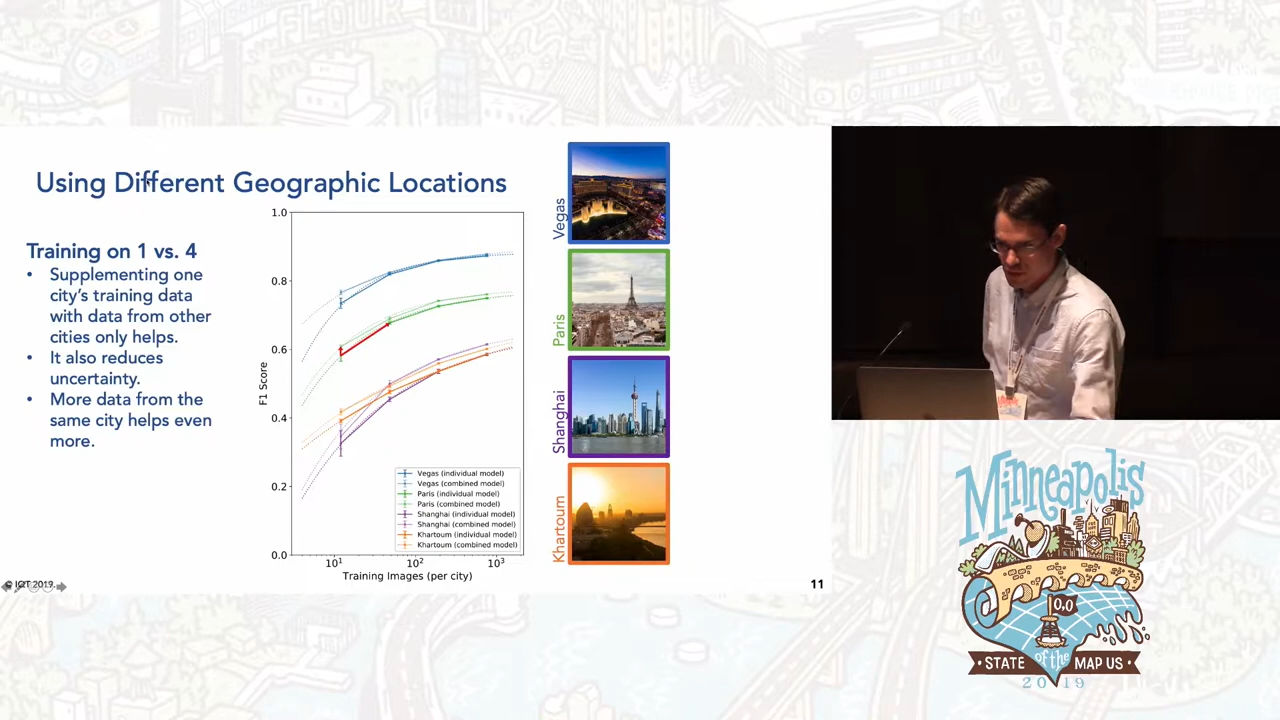 Using Different Geographic Locations
Training on 1 vs. 4
• Supplementing one
city's training data
with data from other
cities only helps.
• It also reduces
uncertainty.
• More data from the
same city helps even
more.
1.0
0.8
0.6
0.4
0.2
0.0
F1 Score
10¹
10²
10³
Training Images (per city)
Vegas (individual model)
Vegas (combined model)
Paris (individual model)
Paris (combined model)
Shanghai (individual model)
Shanghai (combined model)
Khartoum (individual model)
Khartoum (combined model)
Vegas
Paris
Shanghai
Khartoum
© IQT 2019
11
Minneapolis
0,0
• STATE of the MAP US •
2019